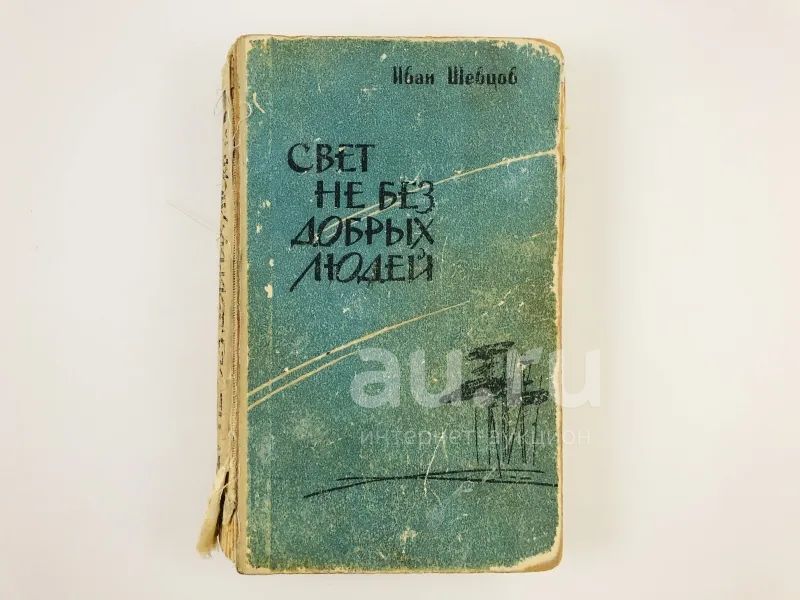 Иван Шевцов
СВЕТ
НЕ БЕЗ
ДОБРЫХ
ЛЮДЕЙ
au.ru
интернет-аукцион